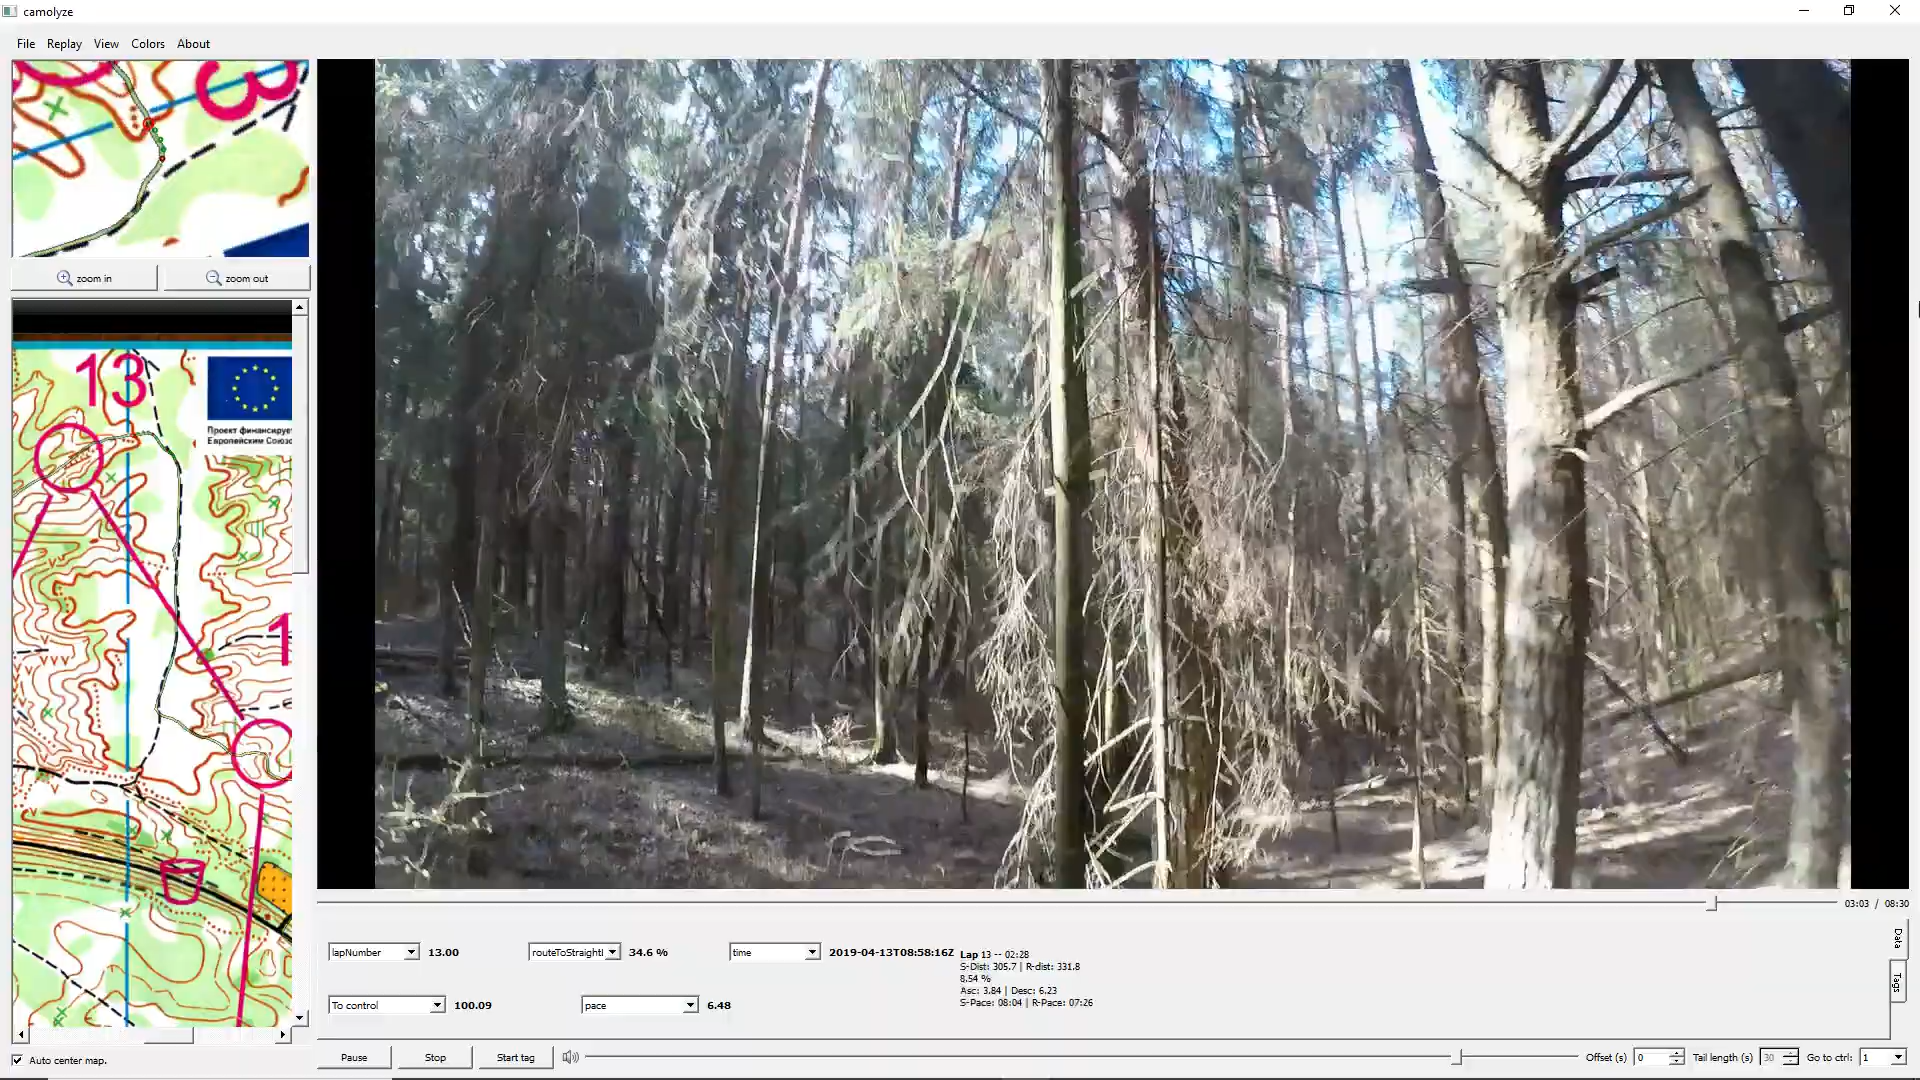 camolyze
File Replay View Colors About
3
zoom in
zoom out
13
Проект финансируе
Европейским Союзо
1
03:03 / 08:30
lapNumber 13.00
routeToStraightl 34.6 %
time 2019-04-13T08:58:16Z
To control 100.09
pace 6.48
Lap 13 -- 02:28
S-Dist: 305.7 | R-dist: 331.8
8.54 %
Asc: 3.84 | Desc: 6.23
S-Pace: 08:04 | R-Pace: 07:26
Data
Tags
Auto center map.
Pause
Stop
Start tag
Offset (s) 0
Tail length (s) 30
Go to ctrl: 1